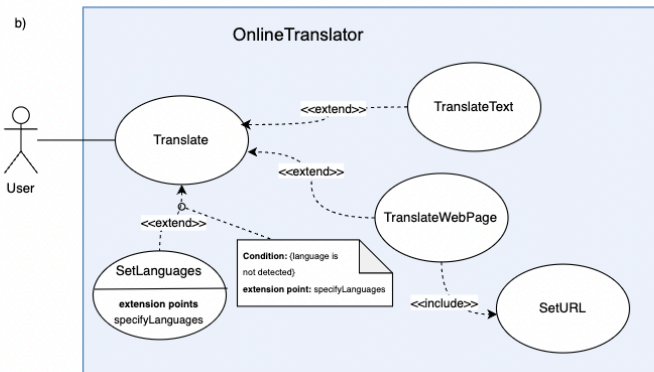 b)
OnlineTranslator
<<extend>>
TranslateText
Translate
<<extend>>
User
TranslateWebPage
<<extend>>
Condition: {language is
not detected}
extension point: specifyLanguages
SetLanguages
extension points
specifyLanguages
<<include>>
SetURL